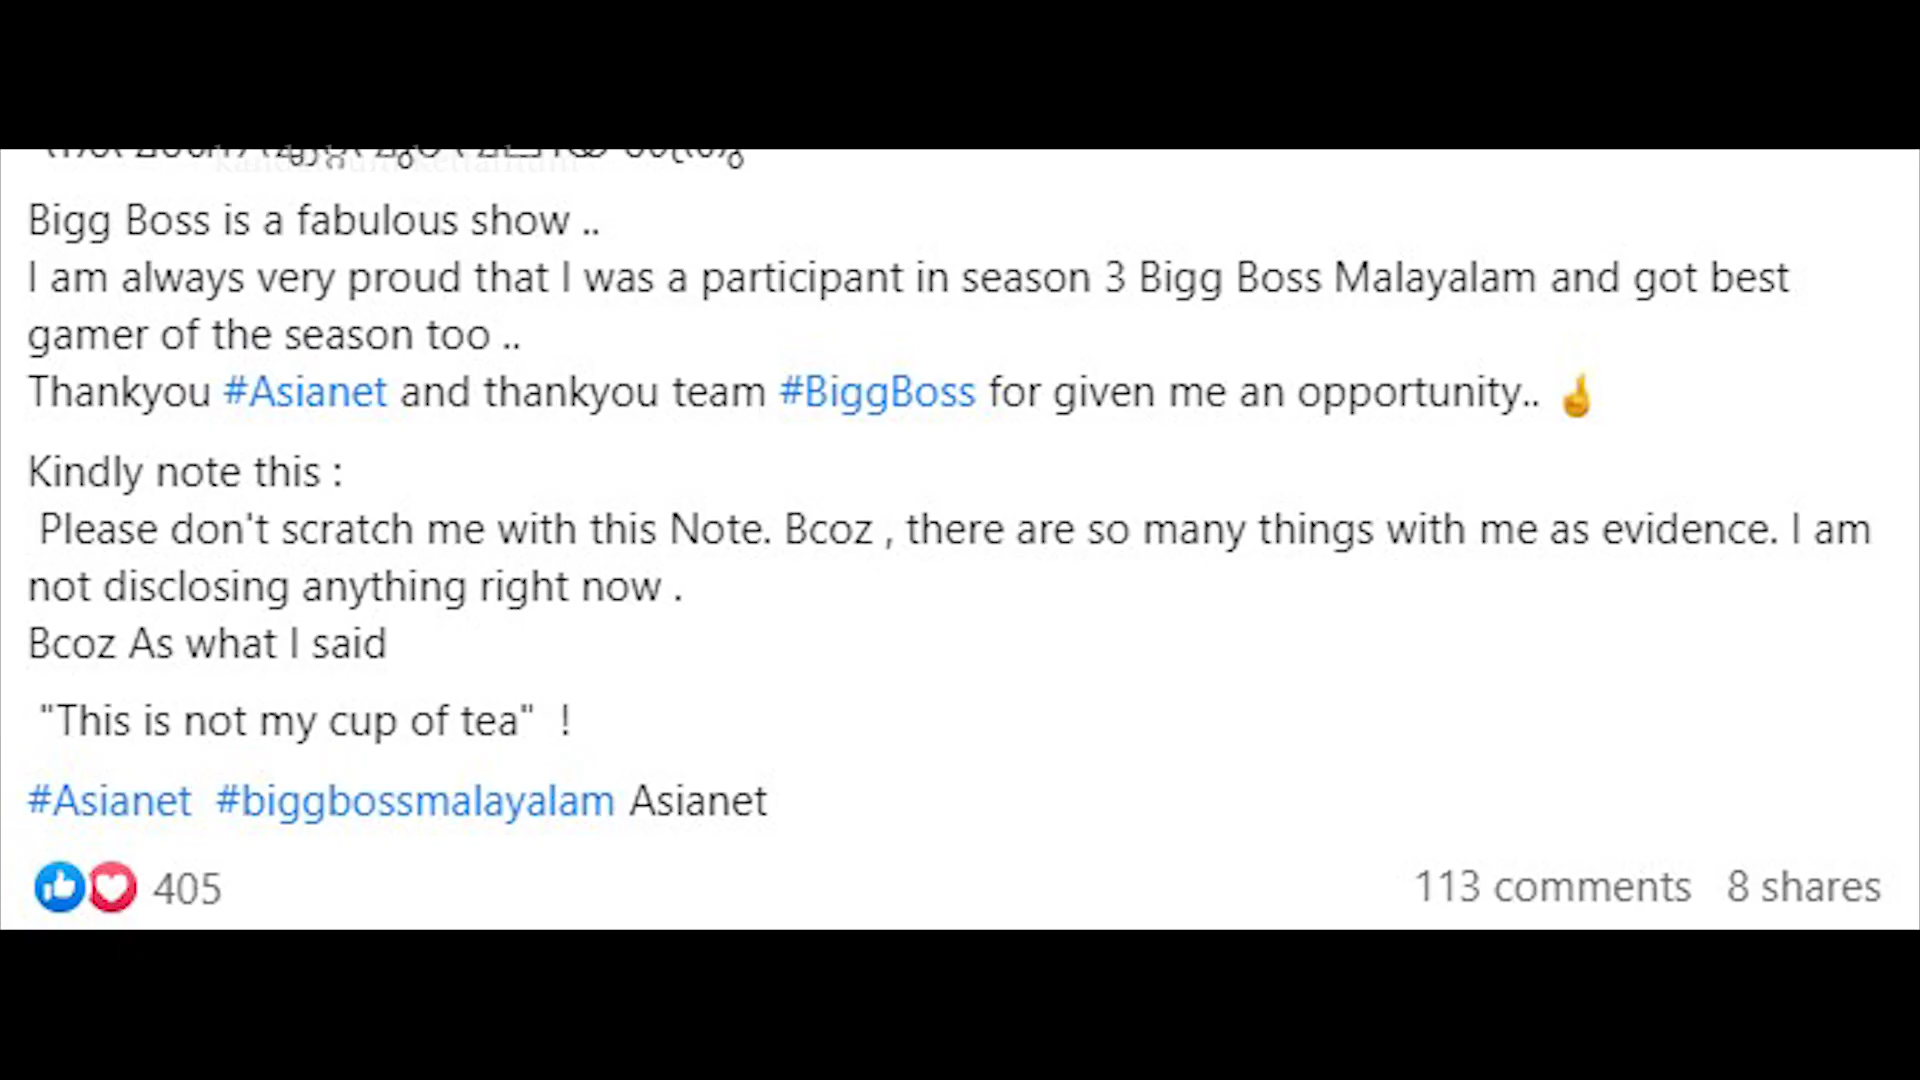 Bigg Boss is a fabulous show ..
I am always very proud that I was a participant in season 3 Bigg Boss Malayalam and got best
gamer of the season too ..
Thankyou #Asianet and thankyou team #BiggBoss for given me an opportunity.. ☝
Kindly note this :
Please don't scratch me with this Note. Bcoz , there are so many things with me as evidence. I am
not disclosing anything right now .
Bcoz As what I said
"This is not my cup of tea" !
#Asianet #biggbossmalayalam Asianet
405
113 comments 8 shares